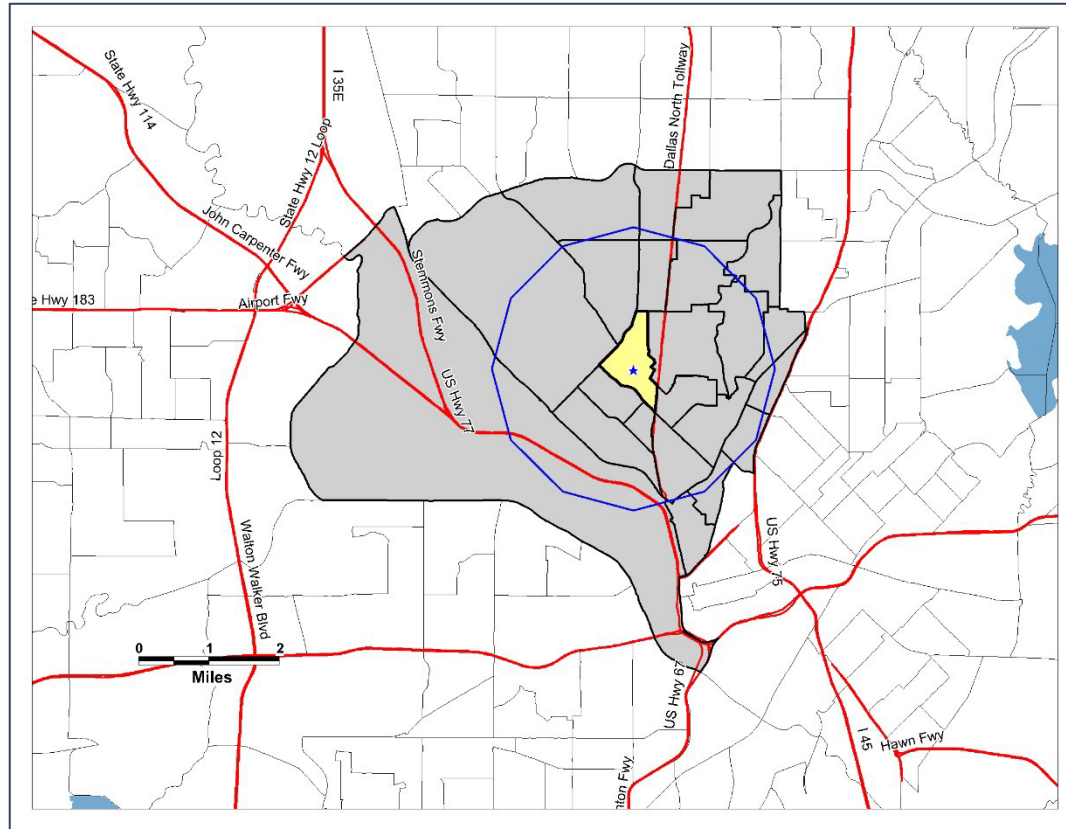 State Hwy 114
I 35E
State Hwy 12 Loop
Dallas North Tollway
John Carpenter Fwy
Stemmons Fwy
e Hwy 183
Airport Fwy
US Hwy 77
Loop 12
Walton Walker Blvd
US Hwy 75
0 1 2
Miles
US Hwy 67
I 45
Hawn Fwy
nton Fwy